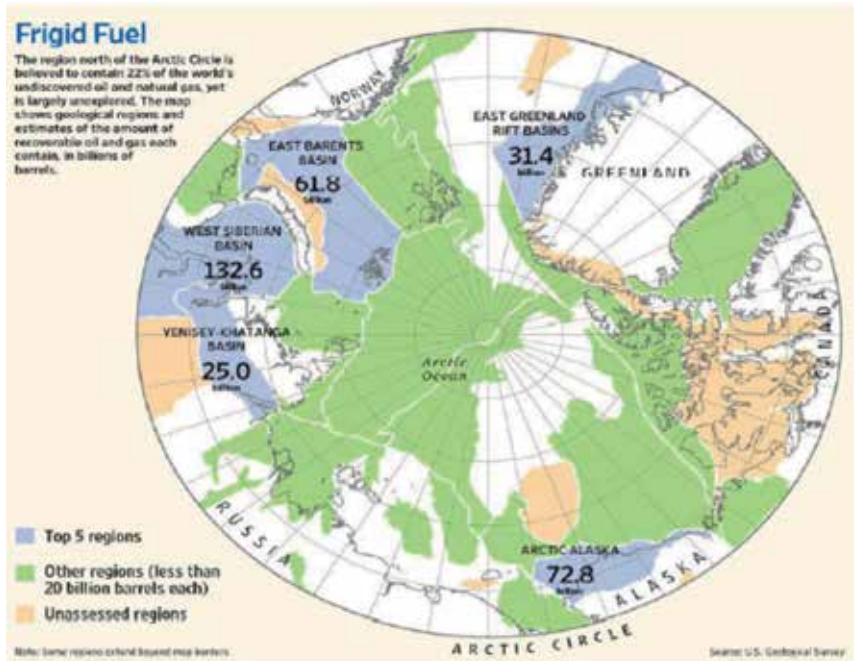 Frigid Fuel
The region north of the Arctic Circle is
believed to contain 22% of the world's
undiscovered oil and natural gas, yet
is largely unexplored. The map
shows geological regions and
estimates of the amount of
recoverable oil and gas each
contain, in billions of
barrels.
NORWAY
EAST GREENLAND
RIFT BASINS
31.4
billion
GREENLAND
EAST BARENTS
BASIN
61.8
billion
WEST SIBERIAN
BASIN
132.6
billion
YENISEY-KHATANGA
BASIN
25.0
billion
Arctic
Ocean
CANADA
RUSSIA
ARCTIC ALASKA
72.8
billion
ALASKA
ARCTIC CIRCLE
Top 5 regions
Other regions (less than
20 billion barrels each)
Unassessed regions
Note: Some regions extend beyond map borders
Source: U.S. Geological Survey